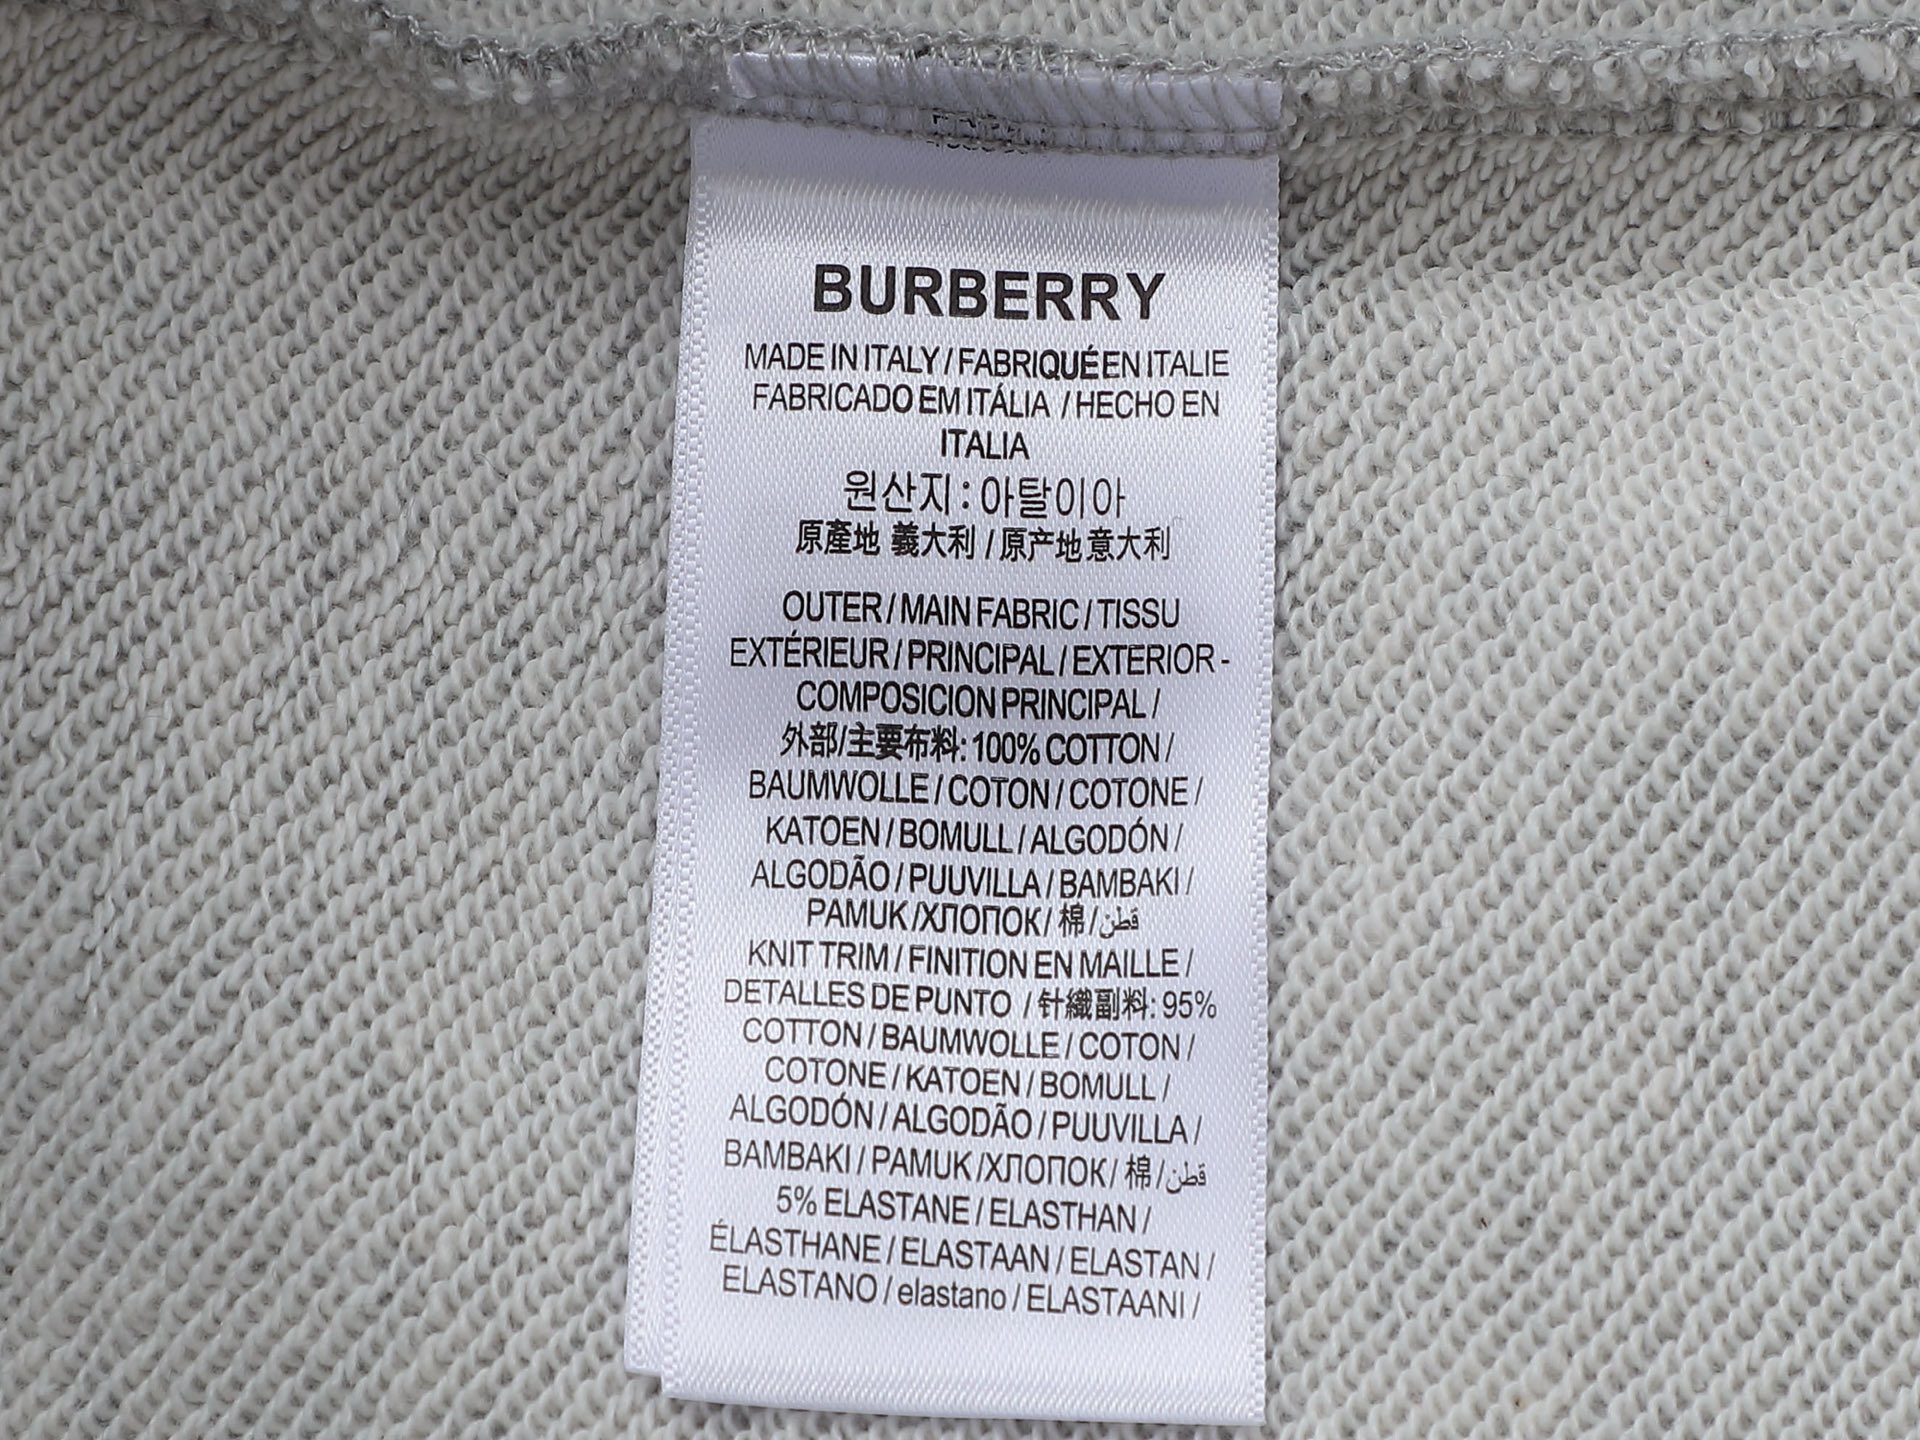 BURBERRY
MADE IN ITALY / FABRIQUÉ EN ITALIE
FABRICADO EM ITÁLIA / HECHO EN
ITALIA
원산지 : 아탈이아
原產地 義大利 / 原产地意大利
OUTER / MAIN FABRIC / TISSU
EXTÉRIEUR / PRINCIPAL / EXTERIOR -
COMPOSICION PRINCIPAL /
外部/主要布料: 100% COTTON /
BAUMWOLLE / COTON / COTONE /
KATOEN / BOMULL / ALGODÓN /
ALGODÃO / PUUVILLA / BAMBAKI /
PAMUK /ХЛОПОК/ 棉 / قطن
KNIT TRIM / FINITION EN MAILLE /
DETALLES DE PUNTO / 针織副料: 95%
COTTON / BAUMWOLLE / COTON /
COTONE / KATOEN / BOMULL /
ALGODÓN / ALGODÃO / PUUVILLA /
BAMBAKI / PAMUK /ХЛОПОК/ 棉 / قطن
5% ELASTANE / ELASTHAN /
ÉLASTHANE / ELASTAAN / ELASTAN /
ELASTANO / elastano / ELASTAANI /